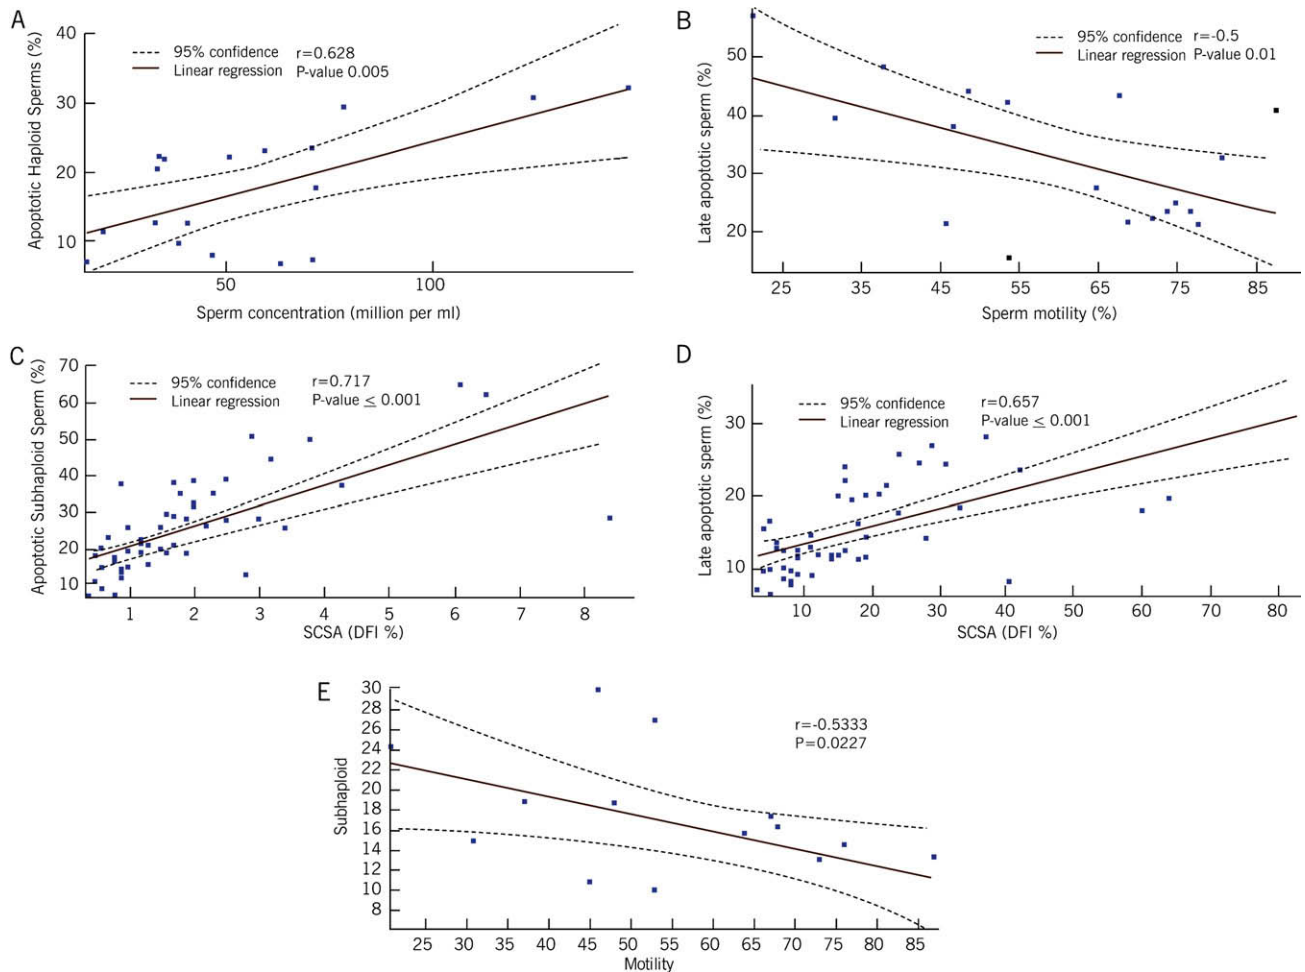 A
Apoptotic Haploid Sperms (%)
40
30
20
10
95% confidence r=0.628
Linear regression P-value 0.005
50 100
Sperm concentration (million per ml)
B
Late apoptotic sperm (%)
50
40
30
20
95% confidence r=-0.5
Linear regression P-value 0.01
25 35 45 55 65 75 85
Sperm motility (%)
C
Apoptotic Subhaploid Sperm (%)
70
60
50
40
30
20
10
95% confidence r=0.717
Linear regression P-value ≤ 0.001
1 2 3 4 5 6 7 8
SCSA (DFI %)
D
Late apoptotic sperm (%)
30
20
10
95% confidence r=0.657
Linear regression P-value ≤ 0.001
10 20 30 40 50 60 70 80
SCSA (DFI %)
E
Subhaploid
30
28
26
24
22
20
18
16
14
12
10
8
r=-0.5333
P=0.0227
25 30 35 40 45 50 55 60 65 70 75 80 85
Motility